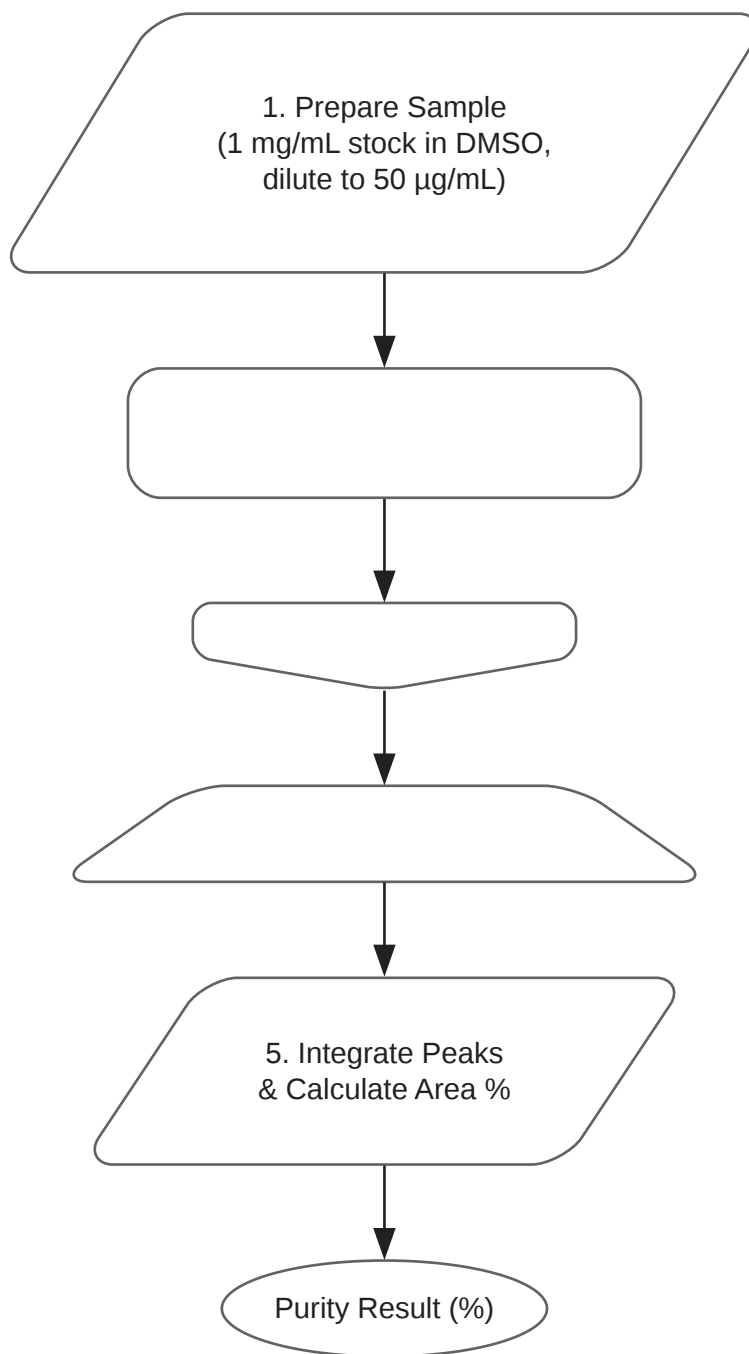 1. Prepare Sample
(1 mg/mL stock in DMSO,
dilute to 50 µg/mL)
5. Integrate Peaks
& Calculate Area %
Purity Result (%)